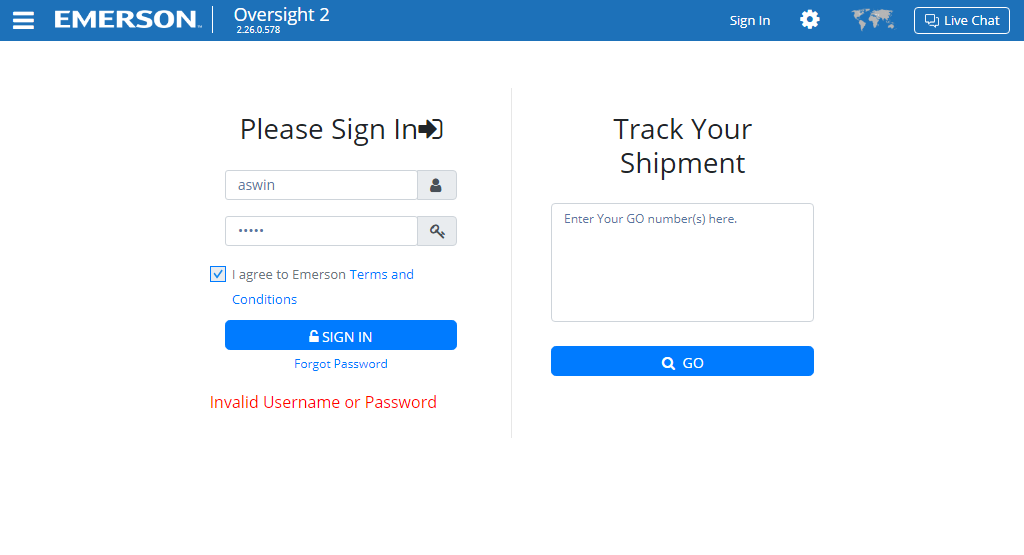 EMERSON
Oversight 2
2.26.0.578
Sign In
Live Chat
Please Sign In
aswin
•••••
I agree to Emerson Terms and
Conditions
SIGN IN
Forgot Password
Invalid Username or Password
Track Your
Shipment
Enter Your GO number(s) here.
GO